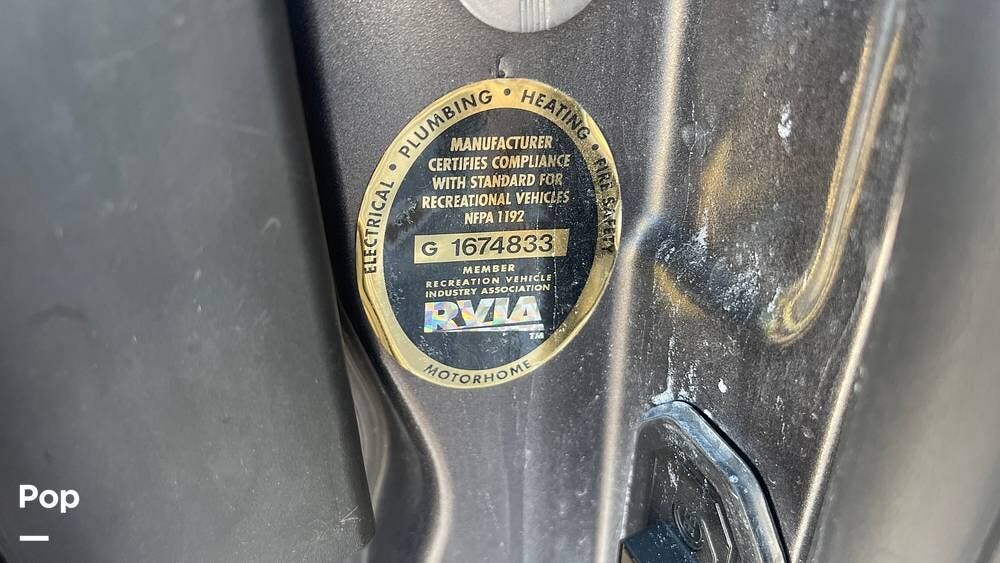 ELECTRICAL • PLUMBING • HEATING • FIRE SAFETY
MANUFACTURER
CERTIFIES COMPLIANCE
WITH STANDARD FOR
RECREATIONAL VEHICLES
NFPA 1192
G 1674833
MEMBER
RECREATION VEHICLE
INDUSTRY ASSOCIATION
RVIA
TM
MOTORHOME
Pop